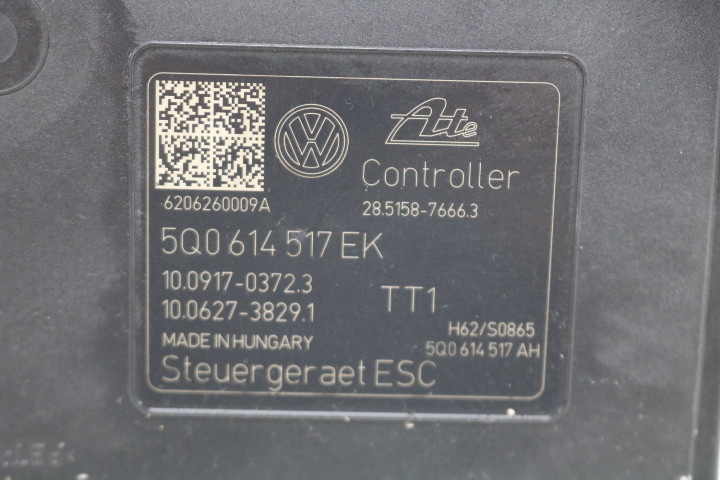 Ate
Controller
6206260009A
28.5158-7666.3
5Q0 614 517 EK
10.0917-0372.3
10.0627-3829.1
TT1
H62/S0865
MADE IN HUNGARY
5Q0 614 517 AH
Steuergeraet ESC